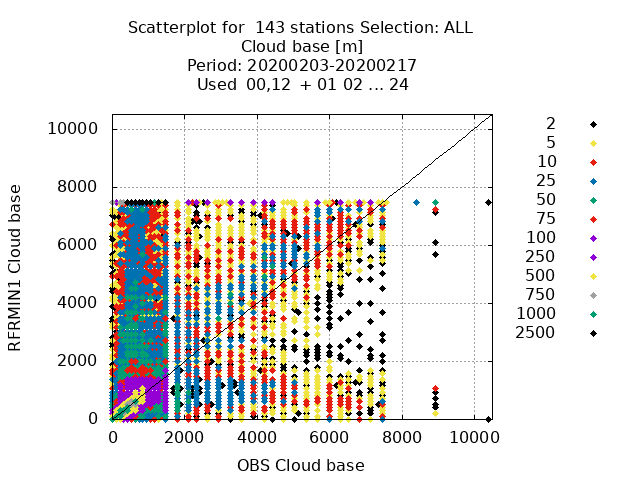 Scatterplot for  143 stations Selection: ALL
Cloud base [m]
Period: 20200203-20200217
Used  00,12  + 01 02 ... 24
10000
8000
6000
4000
2000
0
RFRMIN1 Cloud base
0 2000 4000 6000 8000 10000
OBS Cloud base
2
5
10
25
50
75
100
250
500
750
1000
2500